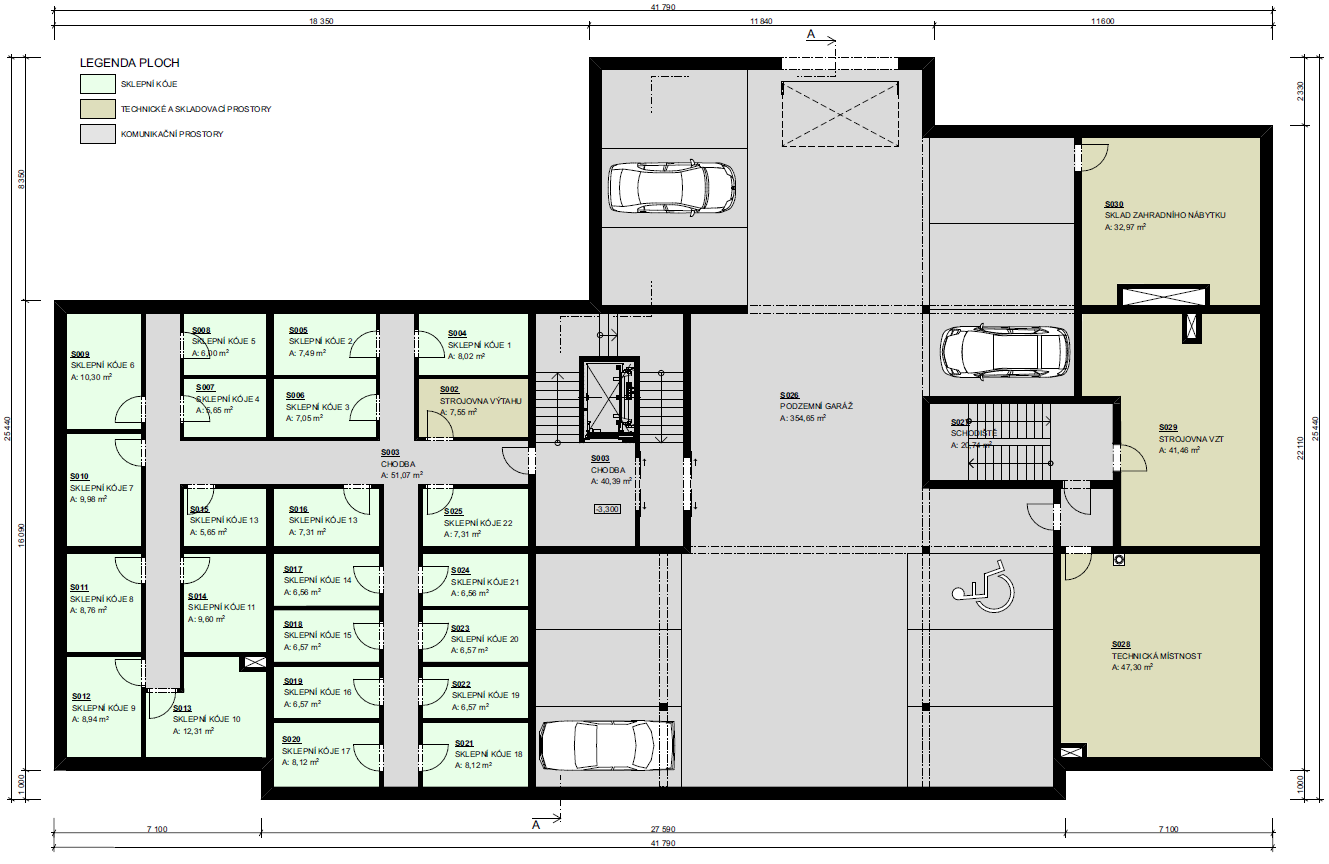 41 790
18 350
11 840
11600
A
LEGENDA PLOCH
SKLEPNÍ KÓJE
TECHNICKÉ A SKLADOVACÍ PROSTORY
KOMUNIKAČNÍ PROSTORY
2 330
8 350
25 440
16 090
1 000
22 110
25 440
1000
S030
SKLAD ZAHRADNÍHO NÁBYTKU
A: 32,97 m²
S009
SKLEPNÍ KÓJE 6
A: 10,30 m²
S008
SKLEPNÍ KÓJE 5
A: 6,00 m²
S005
SKLEPNÍ KÓJE 2
A: 7,49 m²
S004
SKLEPNÍ KÓJE 1
A: 8,02 m²
S007
SKLEPNÍ KÓJE 4
A: 5,65 m²
S006
SKLEPNÍ KÓJE 3
A: 7,05 m²
S002
STROJOVNA VÝTAHU
A: 7,55 m²
S026
PODZEMNÍ GARÁŽ
A: 354,65 m²
S027
SCHODIŠTĚ
A: 20,74 m²
S029
STROJOVNA VZT
A: 41,46 m²
S010
SKLEPNÍ KÓJE 7
A: 9,98 m²
S003
CHODBA
A: 51,07 m²
S003
CHODBA
A: 40,39 m²
-3,300
S015
SKLEPNÍ KÓJE 13
A: 5,65 m²
S016
SKLEPNÍ KÓJE 13
A: 7,31 m²
S025
SKLEPNÍ KÓJE 22
A: 7,31 m²
S011
SKLEPNÍ KÓJE 8
A: 8,76 m²
S014
SKLEPNÍ KÓJE 11
A: 9,60 m²
S017
SKLEPNÍ KÓJE 14
A: 6,56 m²
S024
SKLEPNÍ KÓJE 21
A: 6,56 m²
S018
SKLEPNÍ KÓJE 15
A: 6,57 m²
S023
SKLEPNÍ KÓJE 20
A: 6,57 m²
S028
TECHNICKÁ MÍSTNOST
A: 47,30 m²
S012
SKLEPNÍ KÓJE 9
A: 8,94 m²
S013
SKLEPNÍ KÓJE 10
A: 12,31 m²
S019
SKLEPNÍ KÓJE 16
A: 6,57 m²
S022
SKLEPNÍ KÓJE 19
A: 6,57 m²
S020
SKLEPNÍ KÓJE 17
A: 8,12 m²
S021
SKLEPNÍ KÓJE 18
A: 8,12 m²
A
7 100
27 590
7 100
41 790